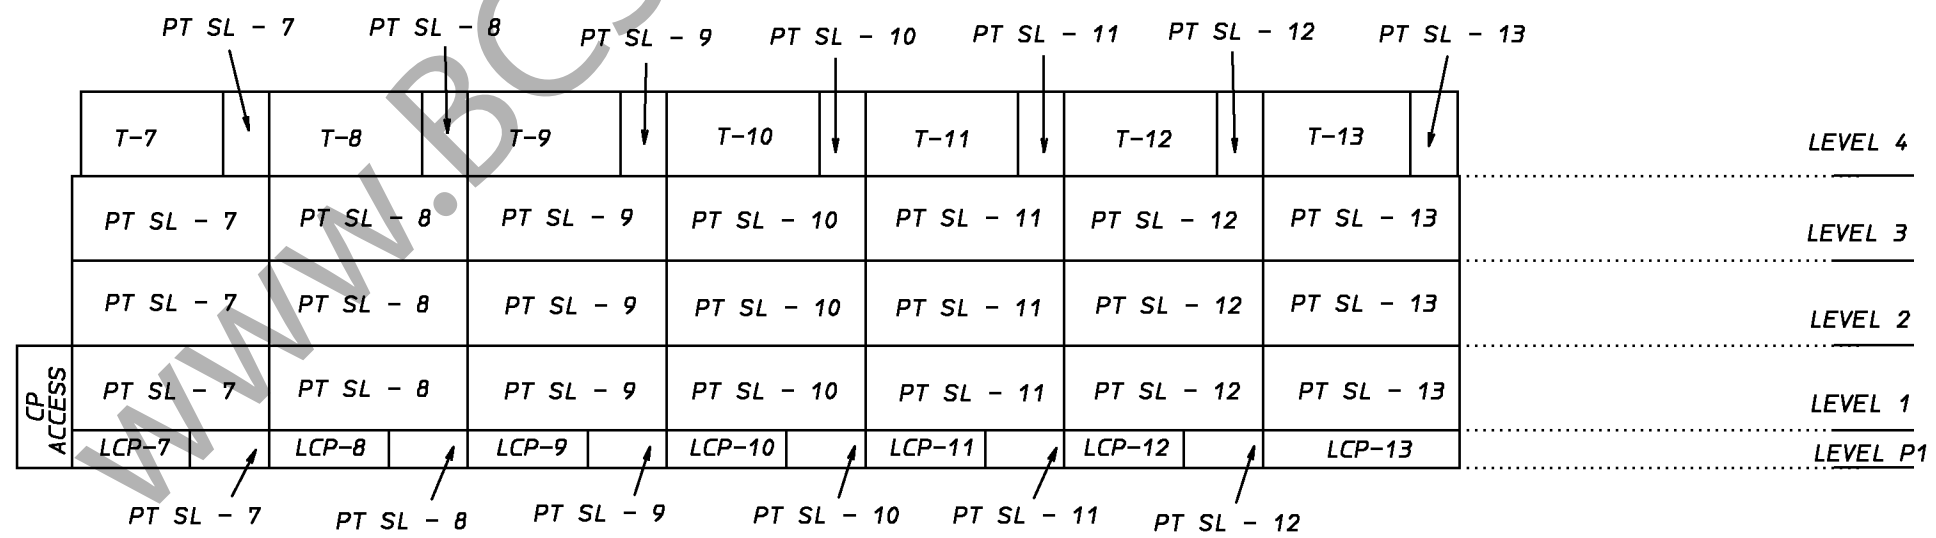 PT SL - 7 PT SL - 8 PT SL - 9 PT SL - 10 PT SL - 11 PT SL - 12 PT SL - 13
T-7 T-8 T-9 T-10 T-11 T-12 T-13 LEVEL 4
PT SL - 7 PT SL - 8 PT SL - 9 PT SL - 10 PT SL - 11 PT SL - 12 PT SL - 13 LEVEL 3
PT SL - 7 PT SL - 8 PT SL - 9 PT SL - 10 PT SL - 11 PT SL - 12 PT SL - 13 LEVEL 2
CP
ACCESS
PT SL - 7 PT SL - 8 PT SL - 9 PT SL - 10 PT SL - 11 PT SL - 12 PT SL - 13 LEVEL 1
LCP-7 LCP-8 LCP-9 LCP-10 LCP-11 LCP-12 LCP-13 LEVEL P1
PT SL - 7 PT SL - 8 PT SL - 9 PT SL - 10 PT SL - 11 PT SL - 12